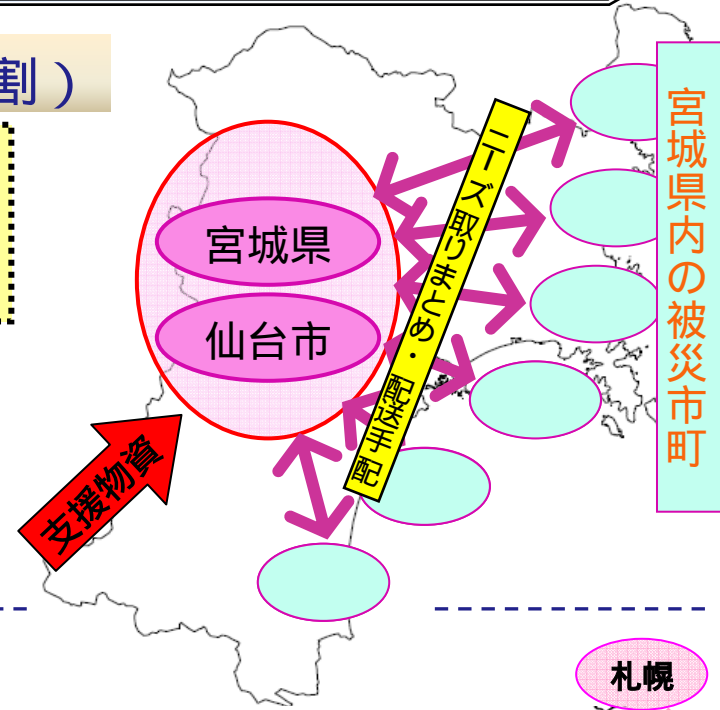 割）
宮城県
仙台市
ニーズ取りまとめ・配送手配
宮城県内の被災市町
支援物資
札幌